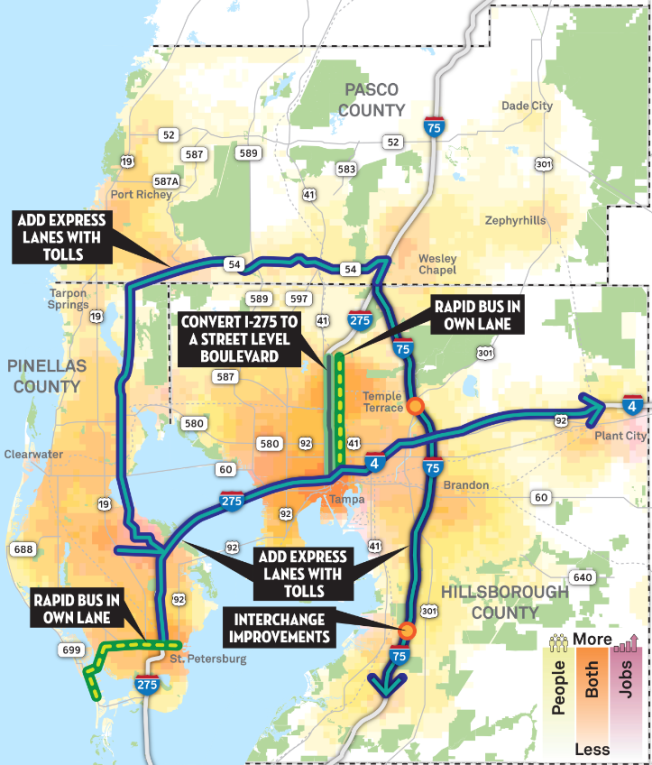 PASCO
COUNTY
Dade City
75
52
52
19
587
589
583
301
587A
41
Port Richey
Zephyrhills
ADD EXPRESS
LANES WITH
TOLLS
54
54
Wesley
Chapel
Tarpon
Springs
589
597
19
41
275
CONVERT I-275 TO
A STREET LEVEL
BOULEVARD
RAPID BUS IN
OWN LANE
75
301
PINELLAS
COUNTY
587
Temple
Terrace
4
580
92
Plant City
580
92
41
Clearwater
60
4
75
275
Brandon
Tampa
60
19
92
688
92
41
ADD EXPRESS
LANES WITH
TOLLS
640
RAPID BUS IN
OWN LANE
92
HILLSBOROUGH
COUNTY
301
INTERCHANGE
IMPROVEMENTS
699
St. Petersburg
75
275
More
People
Both
Jobs
Less